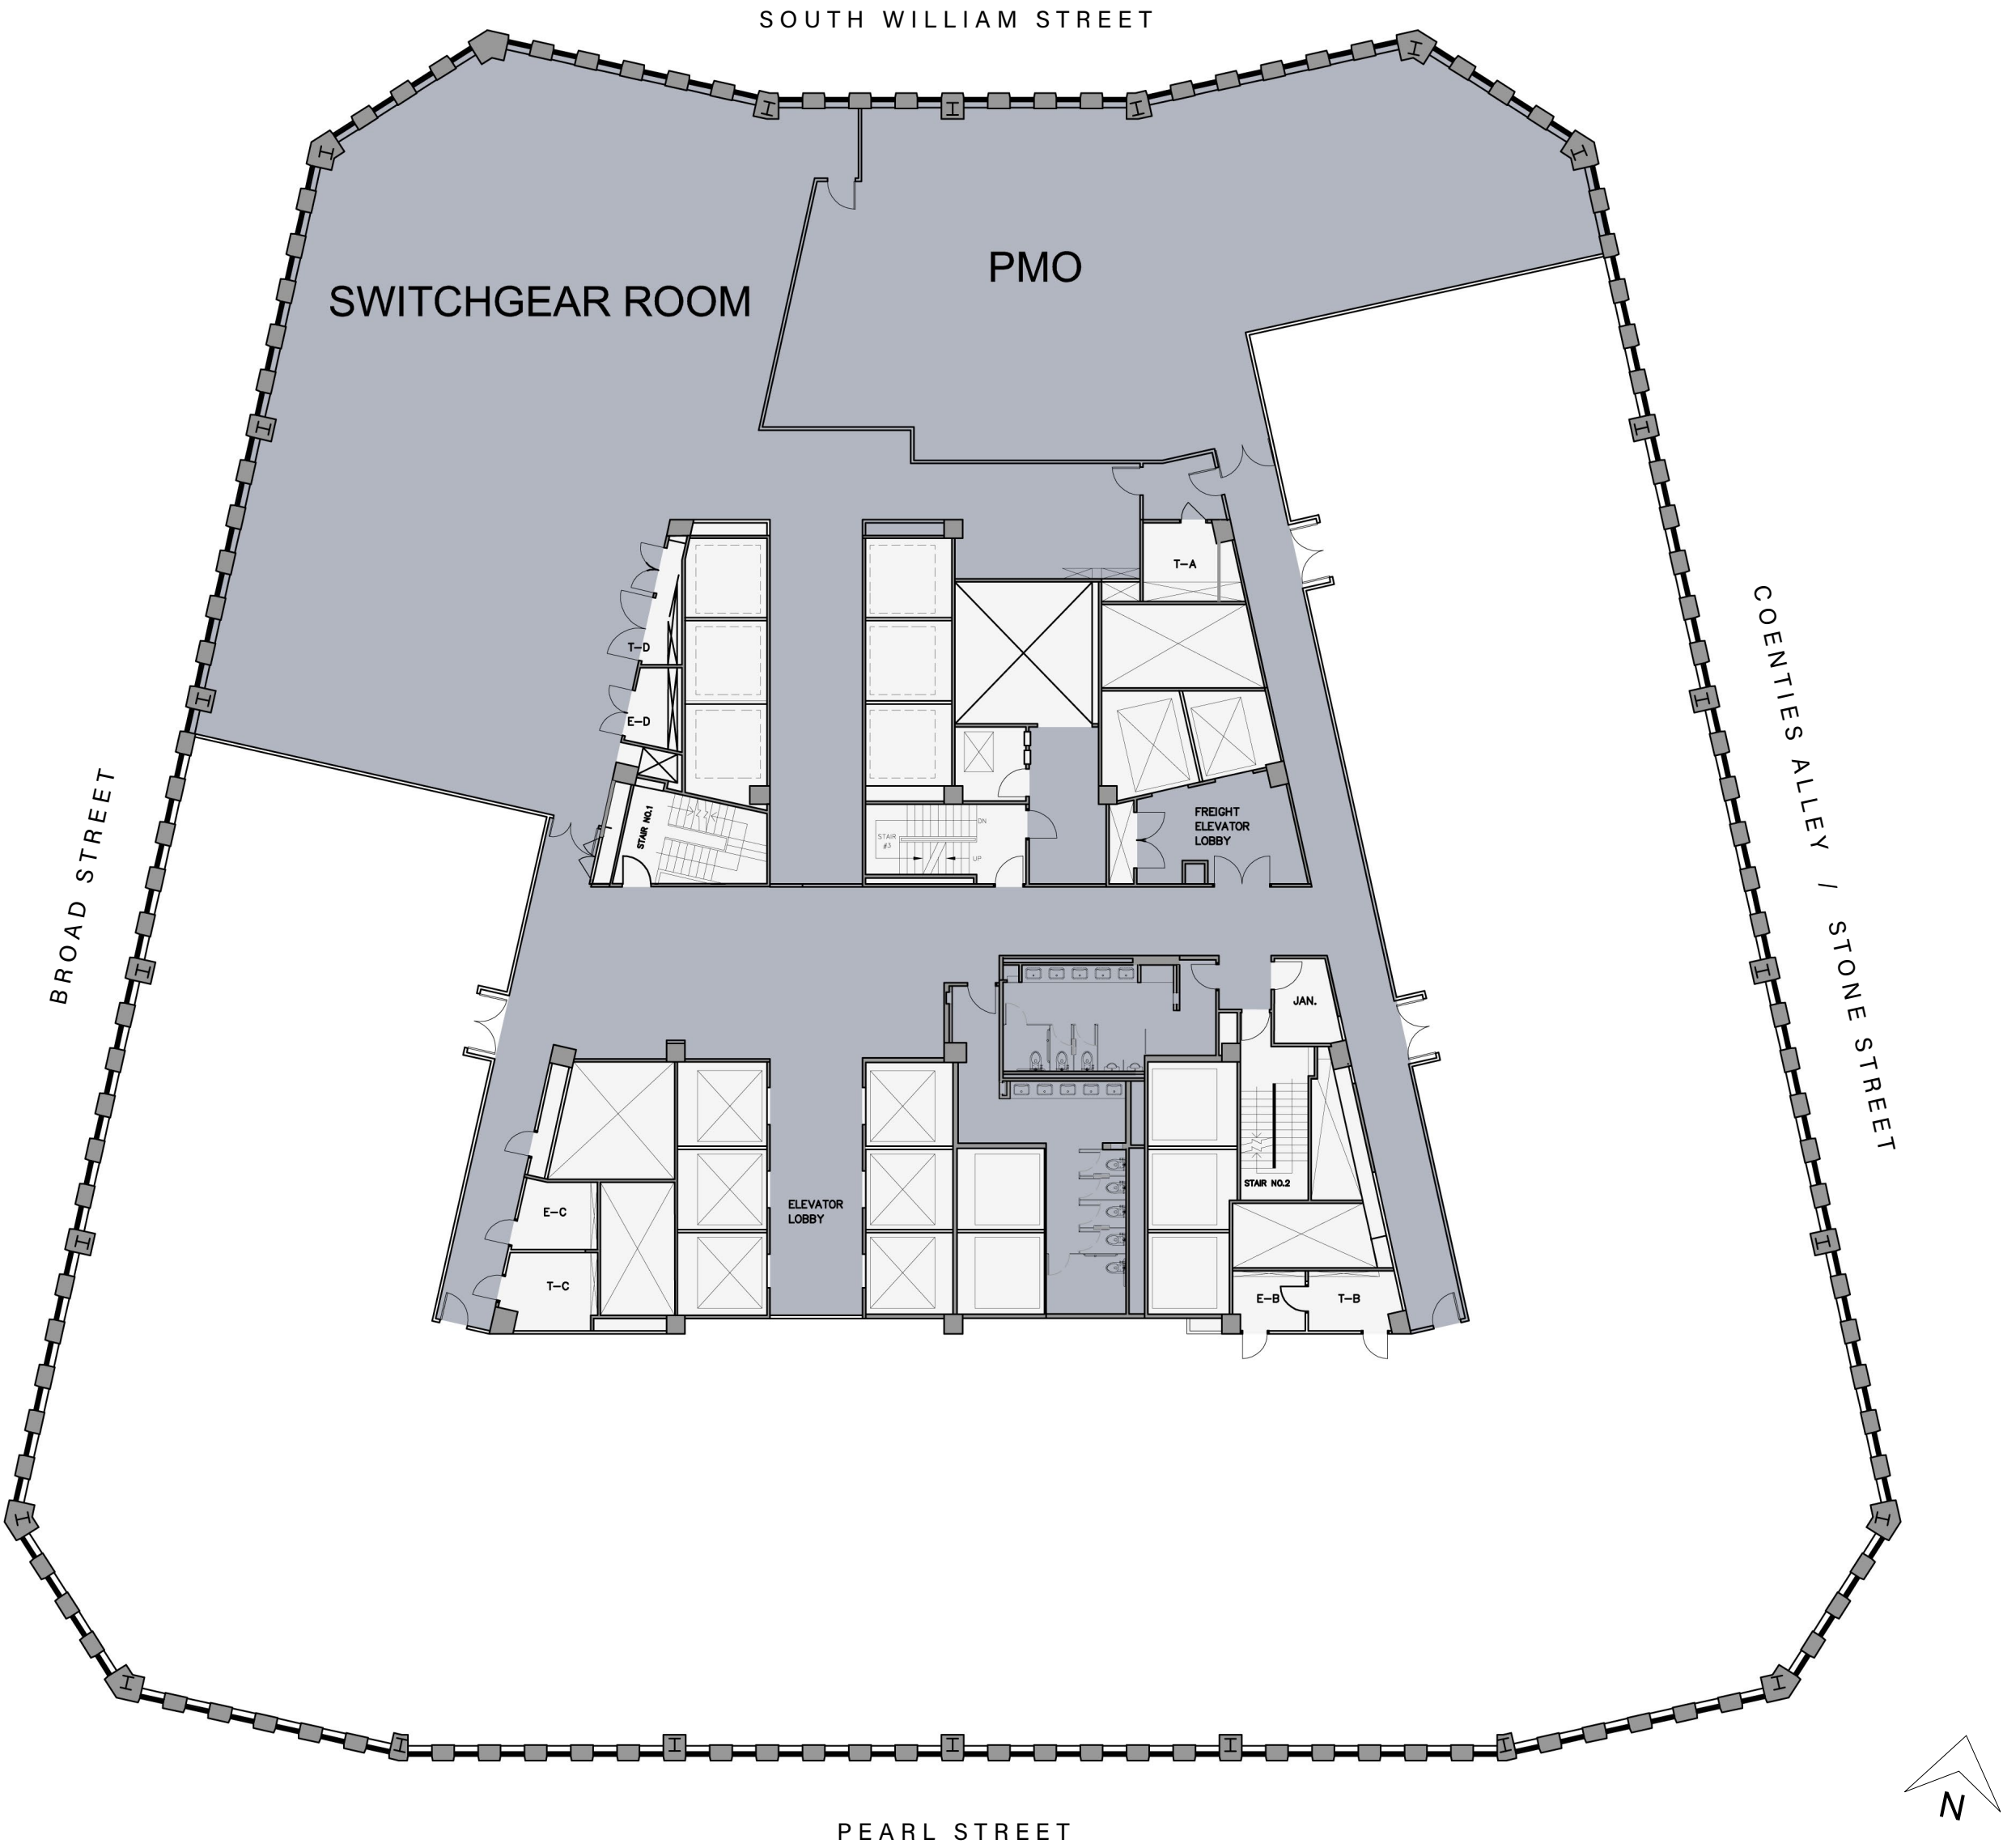 SOUTH WILLIAM STREET
PMO
SWITCHGEAR ROOM
T-A
T-D
E-D
COENTIES ALLEY / STONE STREET
BROAD STREET
STAIR NO.1
STAIR
#3
DN
UP
FREIGHT
ELEVATOR
LOBBY
JAN.
STAIR NO.2
ELEVATOR
LOBBY
E-C
T-C
E-B
T-B
N
PEARL STREET